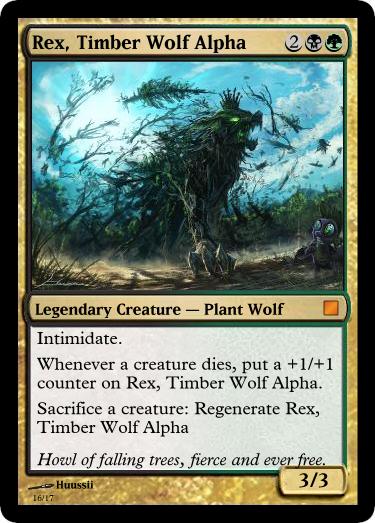 Rex, Timber Wolf Alpha 2
Legendary Creature — Plant Wolf
Intimidate.
Whenever a creature dies, put a +1/+1
counter on Rex, Timber Wolf Alpha.
Sacrifice a creature: Regenerate Rex,
Timber Wolf Alpha
Howl of falling trees, fierce and ever free.
3/3
Huussii
16/17